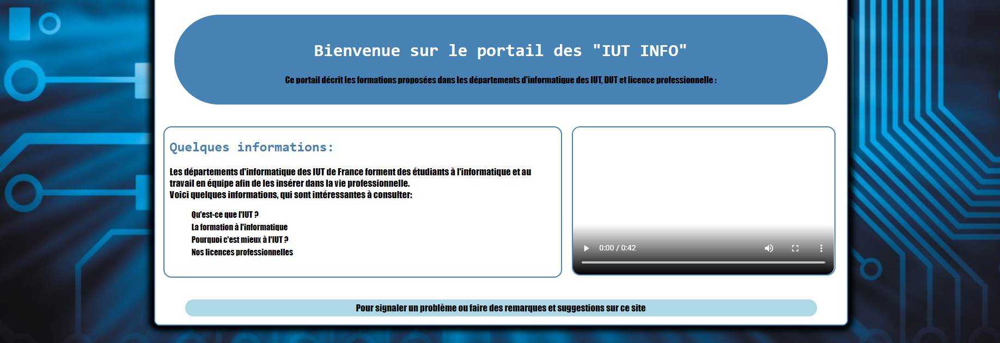 Bienvenue sur le portail des "IUT INFO"
Ce portail décrit les formations proposées dans les départements d'informatique des IUT, DUT et licence professionnelle :
Quelques informations:
Les départements d'informatique des IUT de France forment des étudiants à l'informatique et au
travail en équipe afin de les insérer dans la vie professionnelle.
Voici quelques informations, qui sont intéressantes à consulter:
Qu'est-ce que l'IUT ?
La formation à l'informatique
Pourquoi c'est mieux à l'IUT ?
Nos licences professionnelles
0:00 / 0:42
Pour signaler un problème ou faire des remarques et suggestions sur ce site